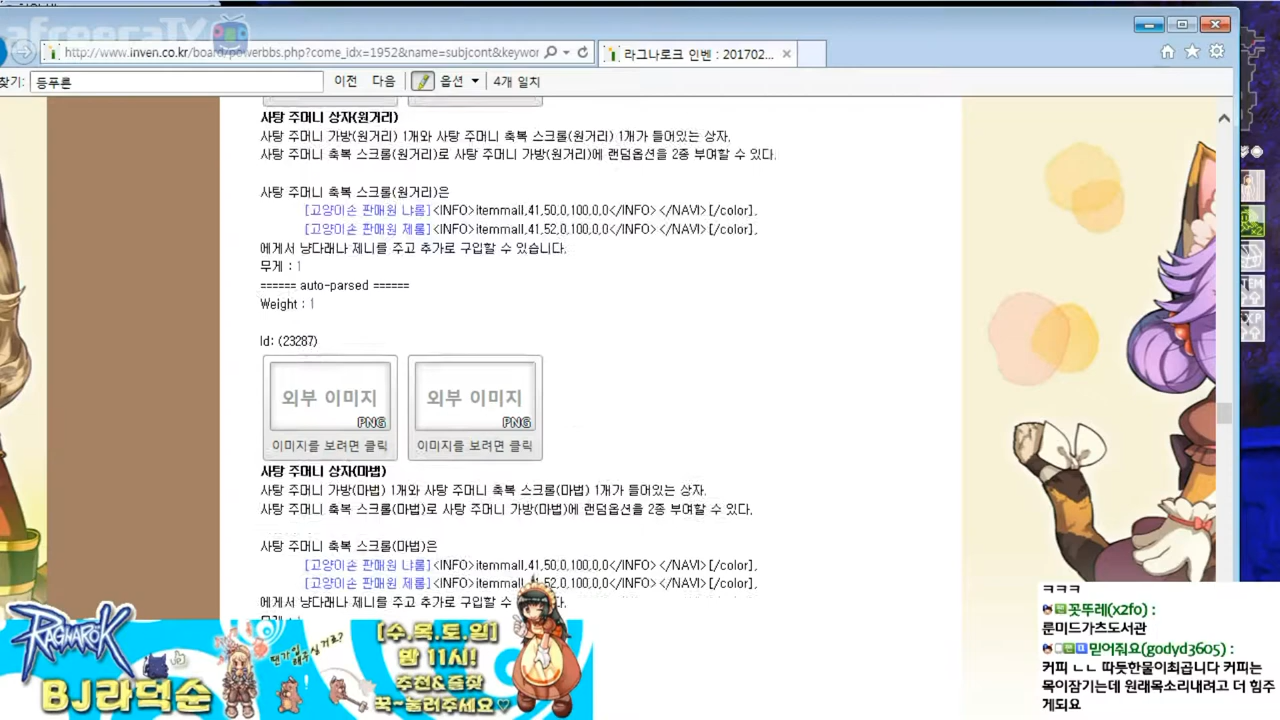 afreecaTV
http://www.inven.co.kr/board/powerbbs.php?come_idx=1952&name=subjcont&keywor
라그나로크 인벤 : 201702...
찾기: 등푸른 이전 다음 옵션 4개 일치
사탕 주머니 상자(원거리)
사탕 주머니 가방(원거리) 1개와 사탕 주머니 축복 스크롤(원거리) 1개가 들어있는 상자.
사탕 주머니 축복 스크롤(원거리)로 사탕 주머니 가방(원거리)에 랜덤옵션을 2종 부여할 수 있다.
사탕 주머니 축복 스크롤(원거리)은
[고양이손 판매원 냐롬]<INFO>itemmall,41,50,0,100,0,0</INFO></NAVI>[/color],
[고양이손 판매원 제롬]<INFO>itemmall,41,52,0,100,0,0</INFO></NAVI>[/color],
에게서 냥다래나 제니를 주고 추가로 구입할 수 있습니다.
무게 : 1
====== auto-parsed ======
Weight : 1
Id: (23287)
외부 이미지 외부 이미지
PNG PNG
이미지를 보려면 클릭 이미지를 보려면 클릭
사탕 주머니 상자(마법)
사탕 주머니 가방(마법) 1개와 사탕 주머니 축복 스크롤(마법) 1개가 들어있는 상자.
사탕 주머니 축복 스크롤(마법)로 사탕 주머니 가방(마법)에 랜덤옵션을 2종 부여할 수 있다.
사탕 주머니 축복 스크롤(마법)은
[고양이손 판매원 냐롬]<INFO>itemmall,41,50,0,100,0,0</INFO></NAVI>[/color],
[고양이손 판매원 제롬]<INFO>itemmall,41,52,0,100,0,0</INFO></NAVI>[/color],
에게서 냥다래나 제니를 주고 추가로 구입할 수
RAGNARÖK
BJ라덕순
[수.목.토.일]
밤 11시!
추천&즐찾
꾹~눌러주세요♡
ㅋㅋㅋ
꼿뚜레(x2fo) :
룬미드가츠도서관
믿어줘요(godyd3605) :
커피 ㄴㄴ 따듯한물이최곱니다 커피는
목이잠기는데 원래목소리내려고 더 힘주
게되요